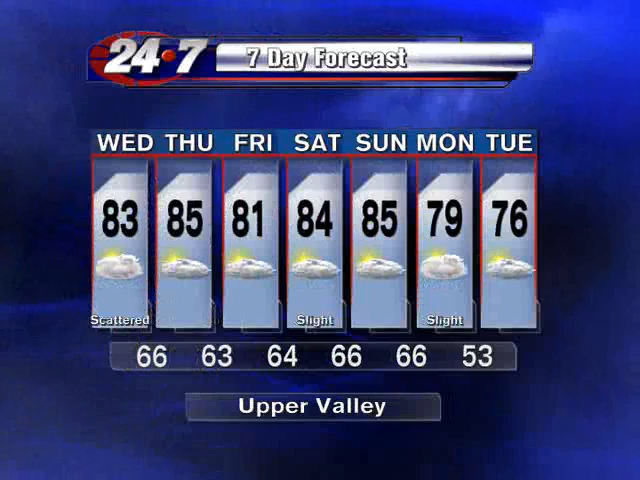 24·7 7 Day Forecast
WED THU FRI SAT SUN MON TUE
83 85 81 84 85 79 76
Scattered Slight Slight
66 63 64 66 66 53
Upper Valley